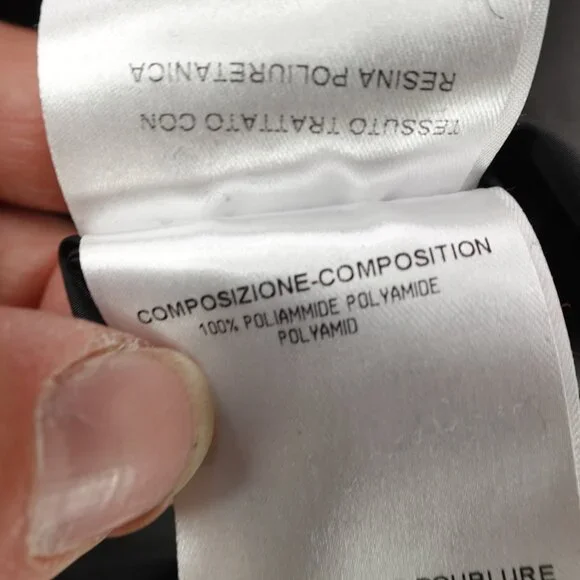 TESSUTO TRATTATO CON
RESINA POLIURETANICA
COMPOSIZIONE-COMPOSITION
100% POLIAMMIDE POLYAMIDE
POLYAMID